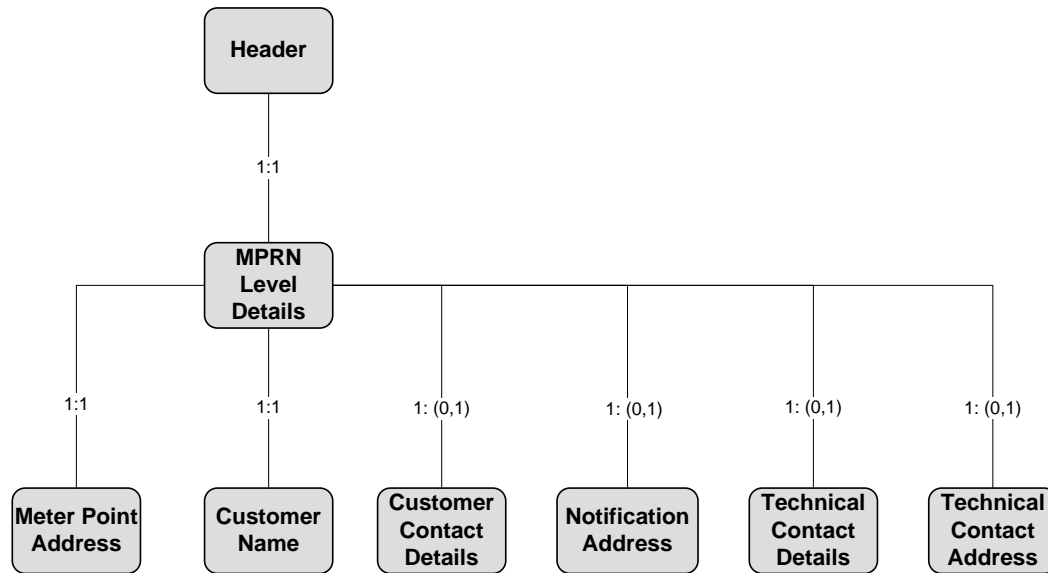 Header
1:1
MPRN
Level
Details
1:1
1:1
1: (0,1)
1: (0,1)
1: (0,1)
1: (0,1)
Meter Point
Address
Customer
Name
Customer
Contact
Details
Notification
Address
Technical
Contact
Details
Technical
Contact
Address